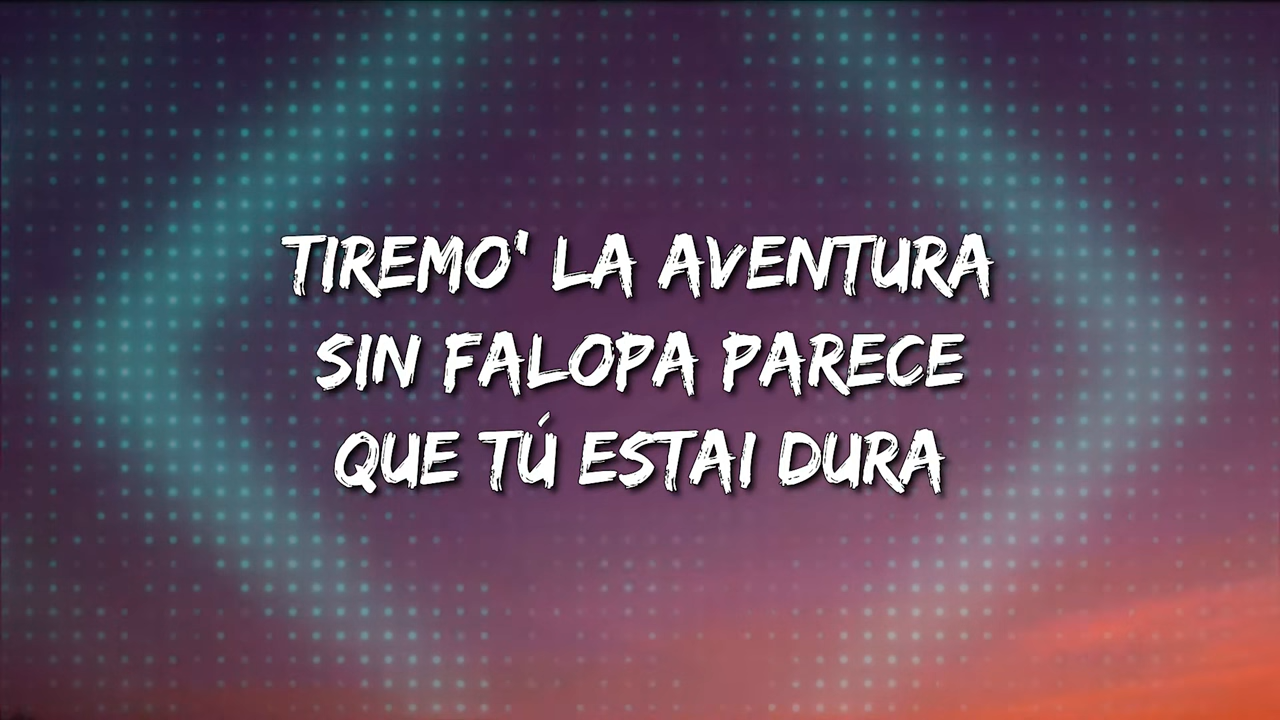 TIREMO' LA AVENTURA
SIN FALOPA PARECE
QUE TÚ ESTAI DURA